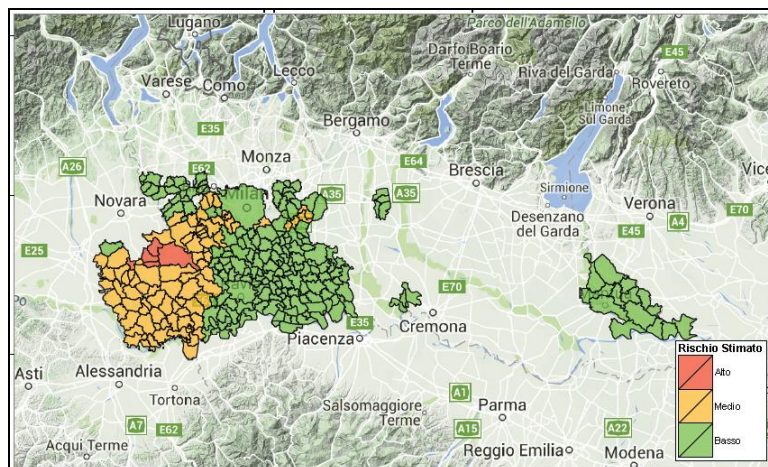 Lugano
Parco dell'Adamello
E45
Darfo Boario
Terme
Riva del Garda
Rovereto
Varese
Como
Lecco
Limone
Sul Garda
Bergamo
E35
A26
E62
Monza
E64
Brescia
Vice
Novara
Milan
A35
A35
Sirmione
Verona
E70
Desenzano
del Garda
A4
E25
E45
E70
Cremona
E35
Piacenza
Asti
Alessandria
Tortona
A1
Salsomaggiore
Terme
Parma
A7
E62
A15
A22
Acqui Terme
Reggio Emilia
Modena
Rischio Stimato
Alto
Medio
Basso